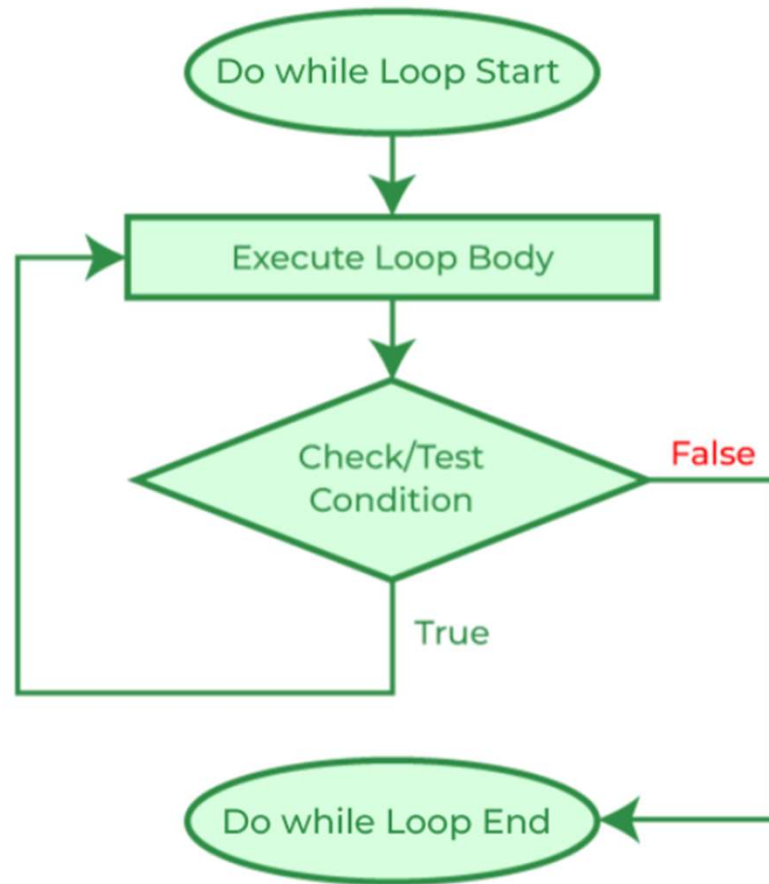 Do while Loop Start
Execute Loop Body
Check/Test
Condition
False
True
Do while Loop End